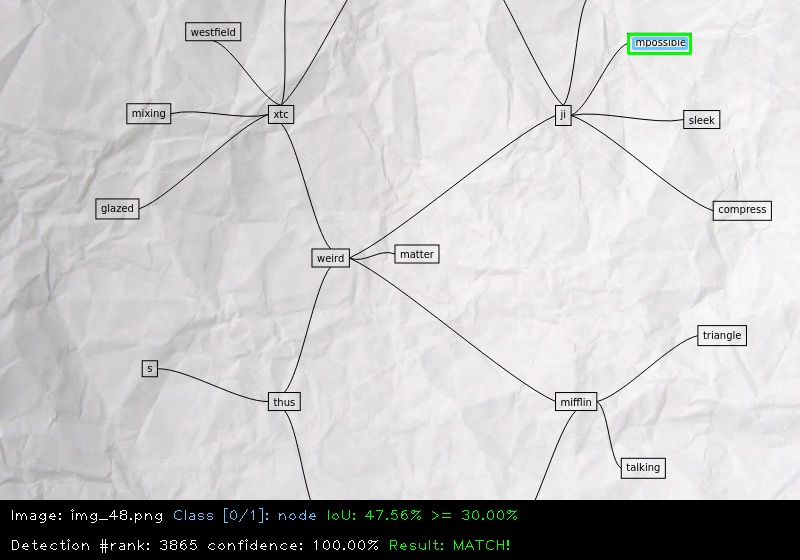 westfield
mpossible
mixing
xtc
ji
sleek
glazed
compress
weird
matter
triangle
s
thus
mifflin
talking
Image: img_48.png Class [0/1]: node IoU: 47.56% >= 30.00%
Detection #rank: 3865 confidence: 100.00% Result: MATCH!